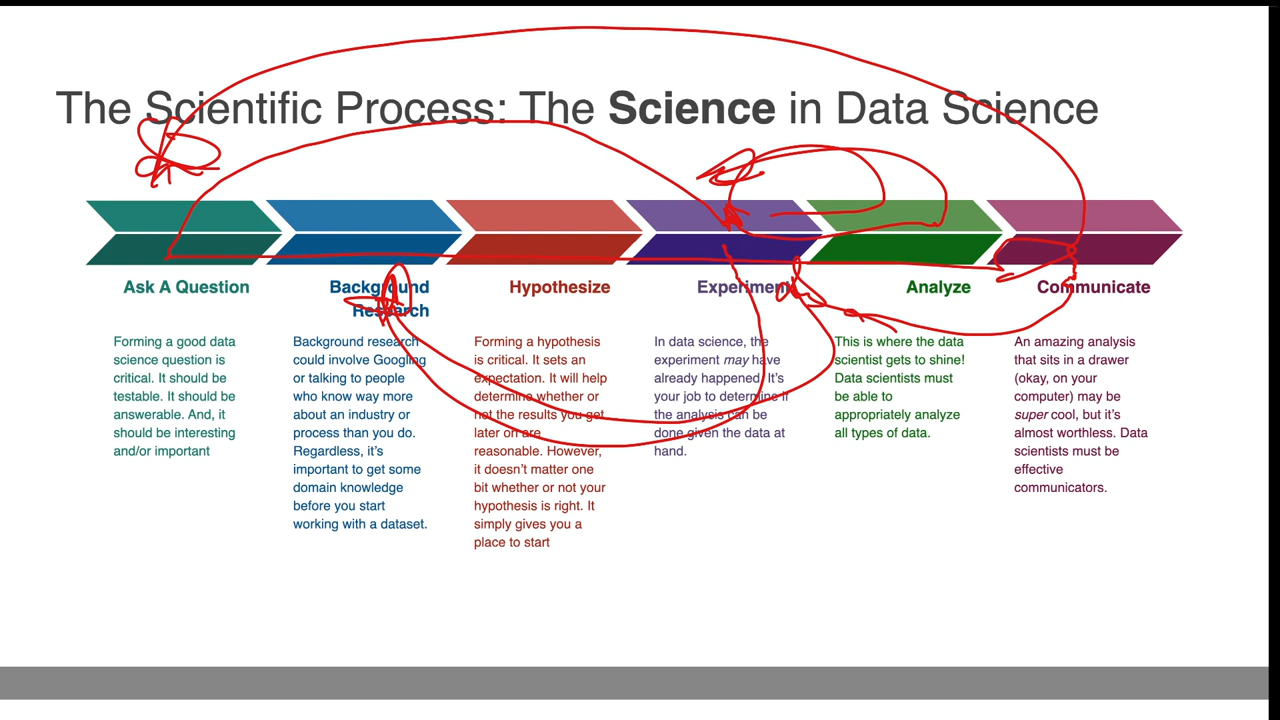 The Scientific Process: The Science in Data Science
Ask A Question
Forming a good data
science question is
critical. It should be
testable. It should be
answerable. And, it
should be interesting
and/or important
Background
Research
Background research
could involve Googling
or talking to people
who know way more
about an industry or
process than you do.
Regardless, it’s
important to get some
domain knowledge
before you start
working with a dataset.
Hypothesize
Forming a hypothesis
is critical. It sets an
expectation. It will help
determine whether or
not the results you get
later on are
reasonable. However,
it doesn’t matter one
bit whether or not your
hypothesis is right. It
simply gives you a
place to start
Experiment
In data science, the
experiment may have
already happened. It’s
your job to determine if
the analysis can be
done given the data at
hand.
Analyze
This is where the data
scientist gets to shine!
Data scientists must
be able to
appropriately analyze
all types of data.
Communicate
An amazing analysis
that sits in a drawer
(okay, on your
computer) may be
super cool, but it’s
almost worthless. Data
scientists must be
effective
communicators.